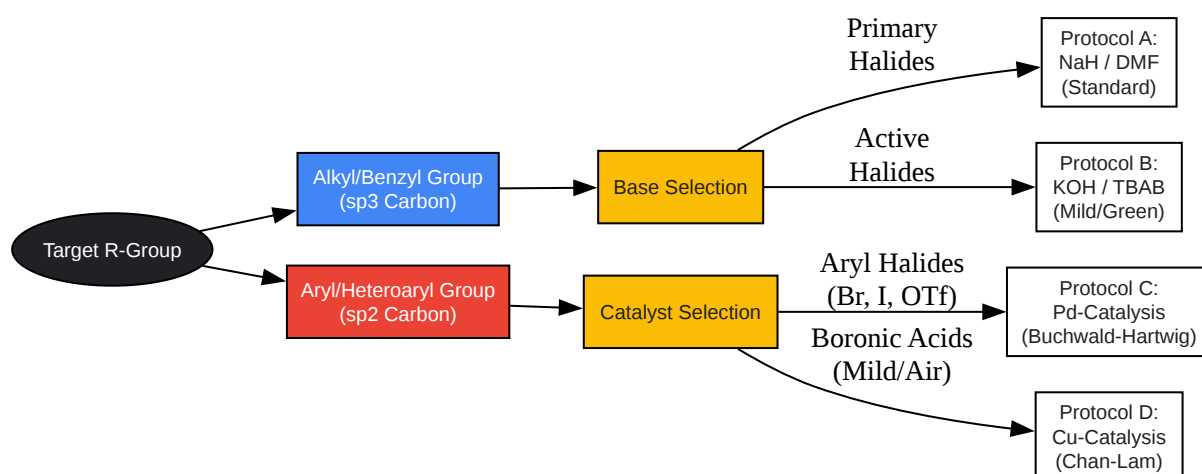 Target R-Group
Alkyl/Benzyl Group
(sp3 Carbon)
Aryl/Heteroaryl Group
(sp2 Carbon)
Base Selection
Catalyst Selection
Primary
Halides
Active
Halides
Aryl Halides
(Br, I, OTf)
Boronic Acids
(Mild/Air)
Protocol A:
NaH / DMF
(Standard)
Protocol B:
KOH / TBAB
(Mild/Green)
Protocol C:
Pd-Catalysis
(Buchwald-Hartwig)
Protocol D:
Cu-Catalysis
(Chan-Lam)